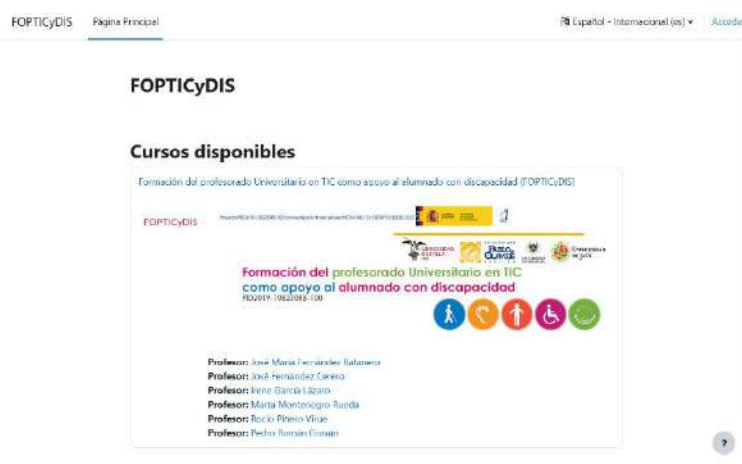 FOPTICyDIS Página Principal Español - Internacional (es) Accede
FOPTICyDIS
Cursos disponibles
Formación del profesorado Universitario en TIC como apoyo al alumnado con discapacidad (FOPTICyDIS)
FOPTICyDIS
Formación del profesorado Universitario en TIC
como apoyo al alumnado con discapacidad
Profesor: José María Fernández Batanero
Profesor: José Fernández Cerero
Profesor: Irene García Lázaro
Profesor: Marta Montenegro Rueda
Profesor: Rocío Piñero Virue
Profesor: Pedro Román
?